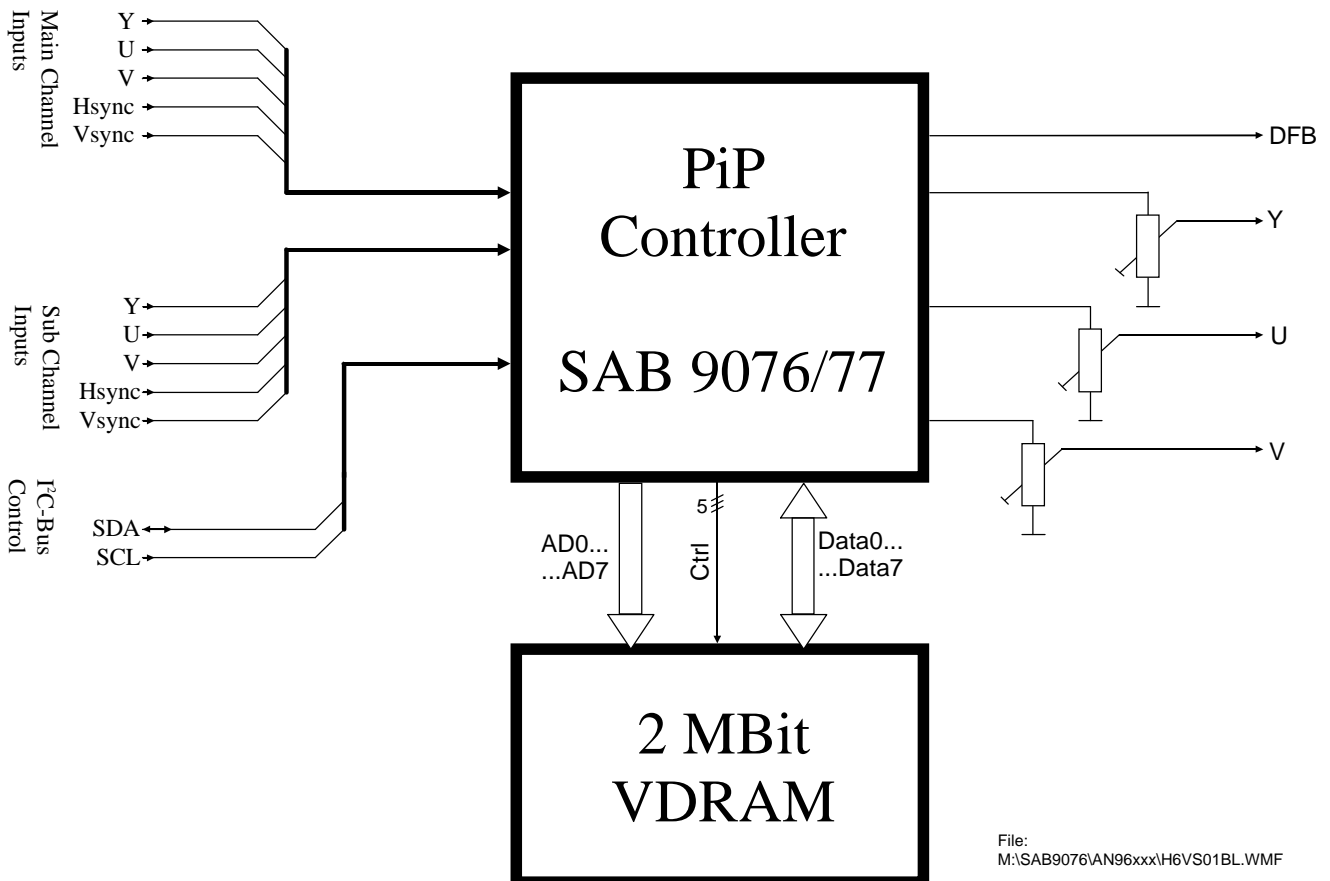 Main Channel
Inputs
Y
U
V
Hsync
Vsync
Sub Channel
Inputs
Y
U
V
Hsync
Vsync
I²C-Bus
Control
SDA
SCL
PiP
Controller
SAB 9076/77
DFB
Y
U
V
AD0...
...AD7
5
Ctrl
Data0...
...Data7
2 MBit
VDRAM
File:
M:\SAB9076\AN96xxx\H6VS01BL.WMF